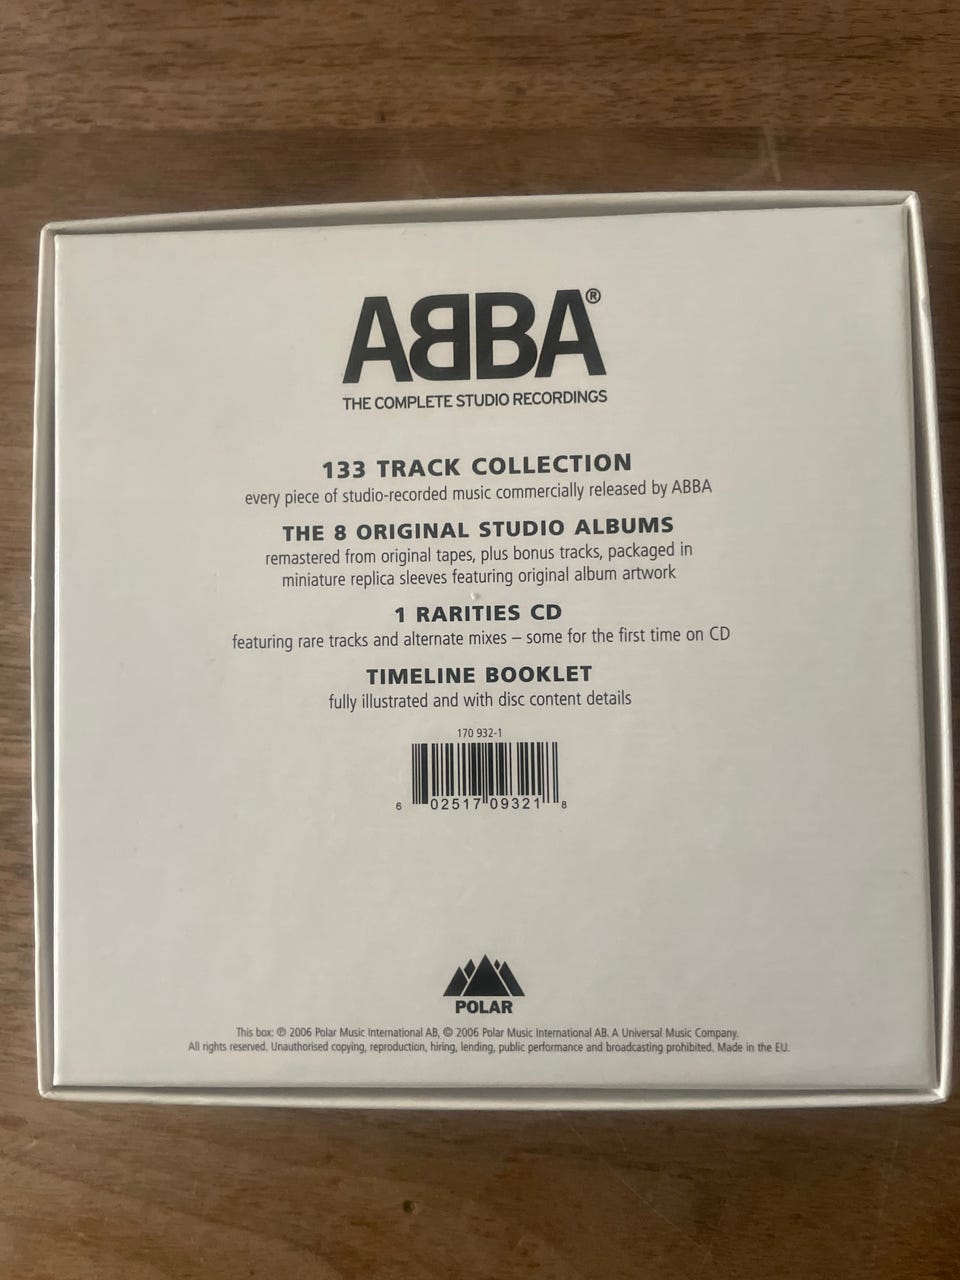 ABBA®
THE COMPLETE STUDIO RECORDINGS
133 TRACK COLLECTION
every piece of studio-recorded music commercially released by ABBA
THE 8 ORIGINAL STUDIO ALBUMS
remastered from original tapes, plus bonus tracks, packaged in
miniature replica sleeves featuring original album artwork
1 RARITIES CD
featuring rare tracks and alternate mixes – some for the first time on CD
TIMELINE BOOKLET
fully illustrated and with disc content details
170 932-1
6 02517 09321 8
POLAR
This box: ℗ 2006 Polar Music International AB, © 2006 Polar Music International AB. A Universal Music Company.
All rights reserved. Unauthorised copying, reproduction, hiring, lending, public performance and broadcasting prohibited. Made in the EU.